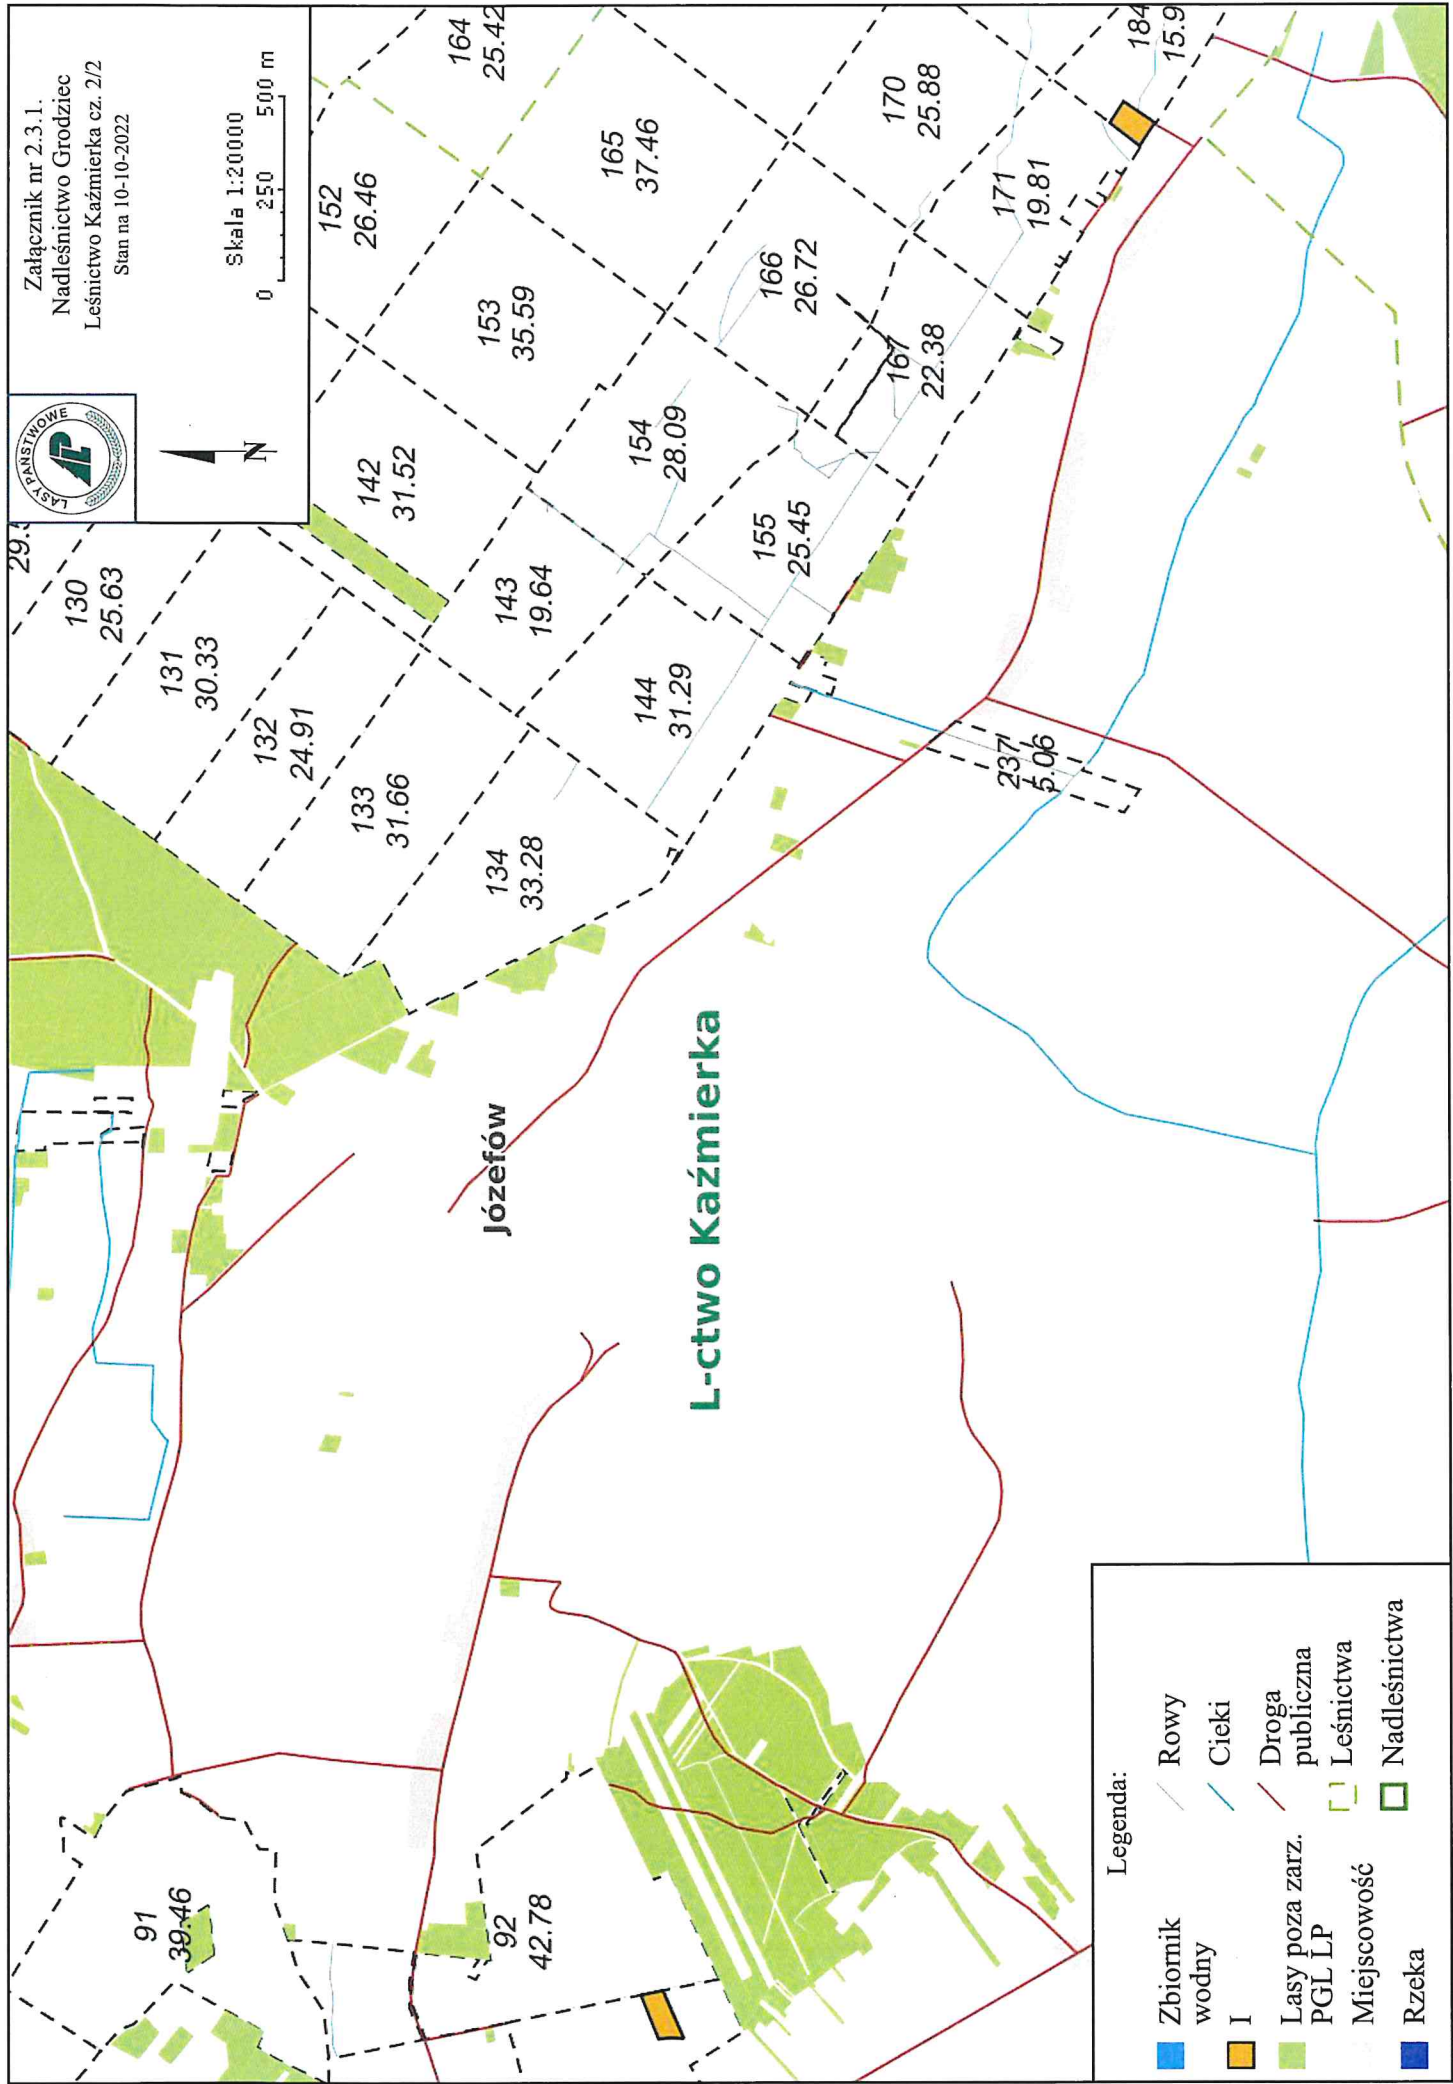 Załącznik nr 2.3.1.
Nadleśnictwo Grodziec
Leśnictwo Kaźmierka cz. 2/2
Stan na 10-10-2022
Skala 1:20000
0 250 500 m
LASY PAŃSTWOWE
LP
N
91
39.46
92
42.78
29.5
130
25.63
131
30.33
132
24.91
133
31.66
134
33.28
142
31.52
143
19.64
144
31.29
152
26.46
153
35.59
154
28.09
155
25.45
164
25.42
165
37.46
166
26.72
167
22.38
170
25.88
171
19.81
184
15.9
237
5.06
Józefów
L-ctwo Kaźmierka
Legenda:
Zbiornik
wodny
I
Lasy poza zarz.
PGL LP
Miejscowość
Rzeka
Rowy
Cieki
Droga
publiczna
Leśnictwa
Nadleśnictwa